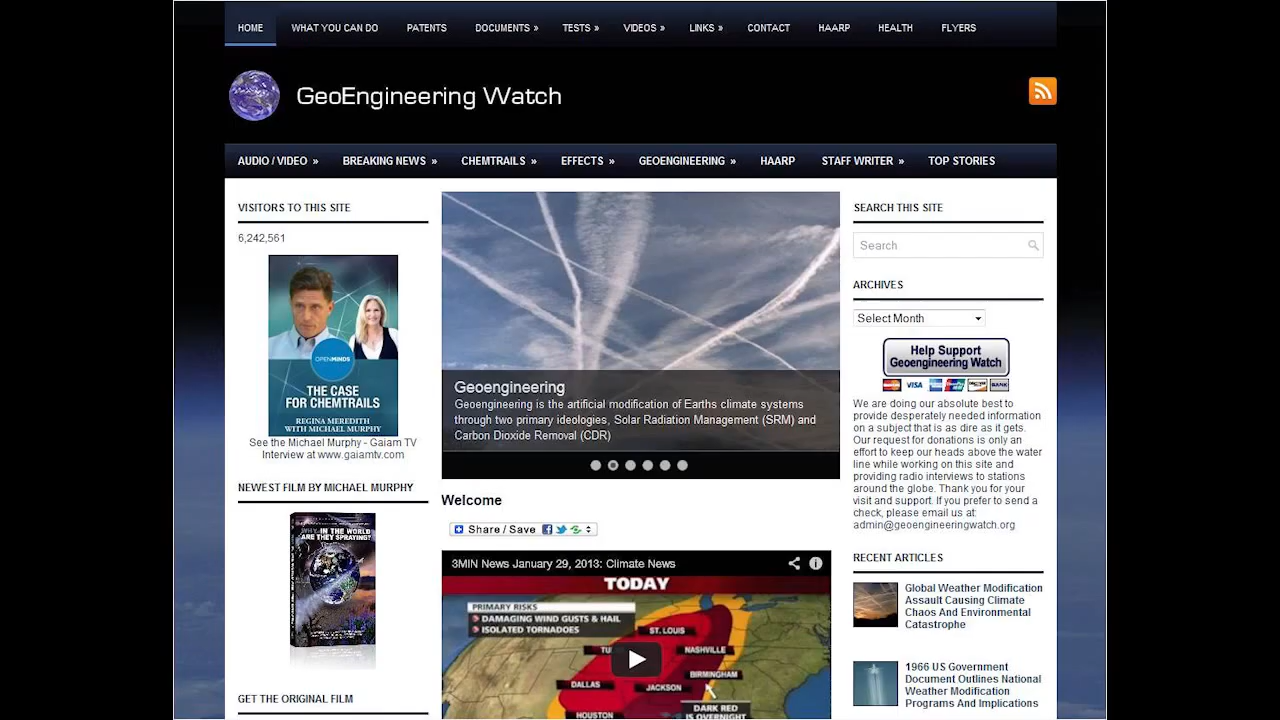 HOME WHAT YOU CAN DO PATENTS DOCUMENTS » TESTS » VIDEOS » LINKS » CONTACT HAARP HEALTH FLYERS
GeoEngineering Watch
AUDIO / VIDEO » BREAKING NEWS » CHEMTRAILS » EFFECTS » GEOENGINEERING » HAARP STAFF WRITER » TOP STORIES
VISITORS TO THIS SITE
6,242,561
OPENMINDS
THE CASE
FOR CHEMTRAILS
REGINA MEREDITH
WITH MICHAEL MURPHY
See the Michael Murphy - Gaiam TV
Interview at www.gaiamtv.com
NEWEST FILM BY MICHAEL MURPHY
WHY IN THE WORLD
ARE THEY SPRAYING?
GET THE ORIGINAL FILM
Geoengineering
Geoengineering is the artificial modification of Earths climate systems
through two primary ideologies, Solar Radiation Management (SRM) and
Carbon Dioxide Removal (CDR)
Welcome
Share / Save
3MIN News January 29, 2013: Climate News
TODAY
PRIMARY RISKS
DAMAGING WIND GUSTS & HAIL
ISOLATED TORNADOES
ST. LOUIS
NASHVILLE
BIRMINGHAM
DALLAS
JACKSON
DARK RED
IS OVERNIGHT
HOUSTON
SEARCH THIS SITE
Search
ARCHIVES
Select Month
Help Support
Geoengineering Watch
VISA
BANK
We are doing our absolute best to
provide desperately needed information
on a subject that is as dire as it gets.
Our request for donations is only an
effort to keep our heads above the water
line while working on this site and
providing radio interviews to stations
around the globe. Thank you for your
visit and support. If you prefer to send a
check, please email us at:
admin@geoengineeringwatch.org
RECENT ARTICLES
Global Weather Modification
Assault Causing Climate
Chaos And Environmental
Catastrophe
1966 US Government
Document Outlines National
Weather Modification
Programs And Implications